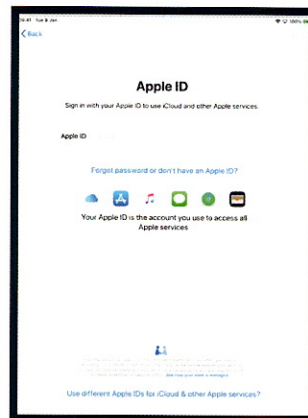 Back
100%
Apple ID
Sign in with your Apple ID to use iCloud and other Apple services.
Apple ID
Forgot password or don't have an Apple ID?
Your Apple ID is the account you use to access all
Apple services
Use different Apple IDs for iCloud & other Apple services?